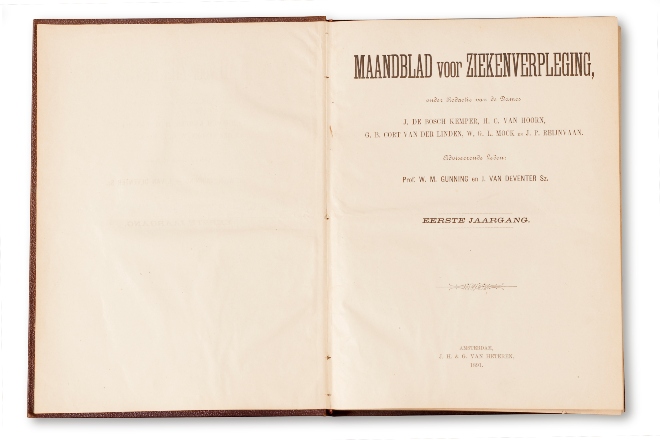 MAANDBLAD voor ZIEKENVERPLEGING,
onder Redactie van de Dames
J. DE BOSCH KEMPER, H. C. VAN HOORN,
G. B. CORT VAN DER LINDEN, W. G. L. MOCK EN J. P. REIJNVAAN.
Adviseerende Leden:
Prof. W. M. GUNNING en J. VAN DEVENTER Sz.
EERSTE JAARGANG.
AMSTERDAM,
J. H. & G. VAN HETEREN,
1891.